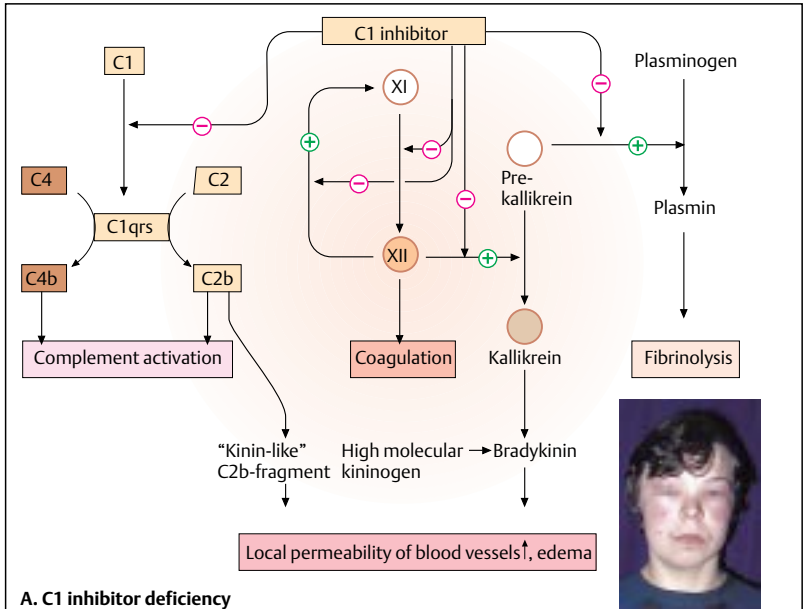 C1 inhibitor
C1
XI
Plasminogen
−
−
+
−
+
−
Pre-
kallikrein
C4
C2
−
Plasmin
C1qrs
XII
+
C4b
C2b
Complement activation
Coagulation
Kallikrein
Fibrinolysis
“Kinin-like”
C2b-fragment
High molecular
kininogen
Bradykinin
Local permeability of blood vessels↑, edema
A. C1 inhibitor deficiency